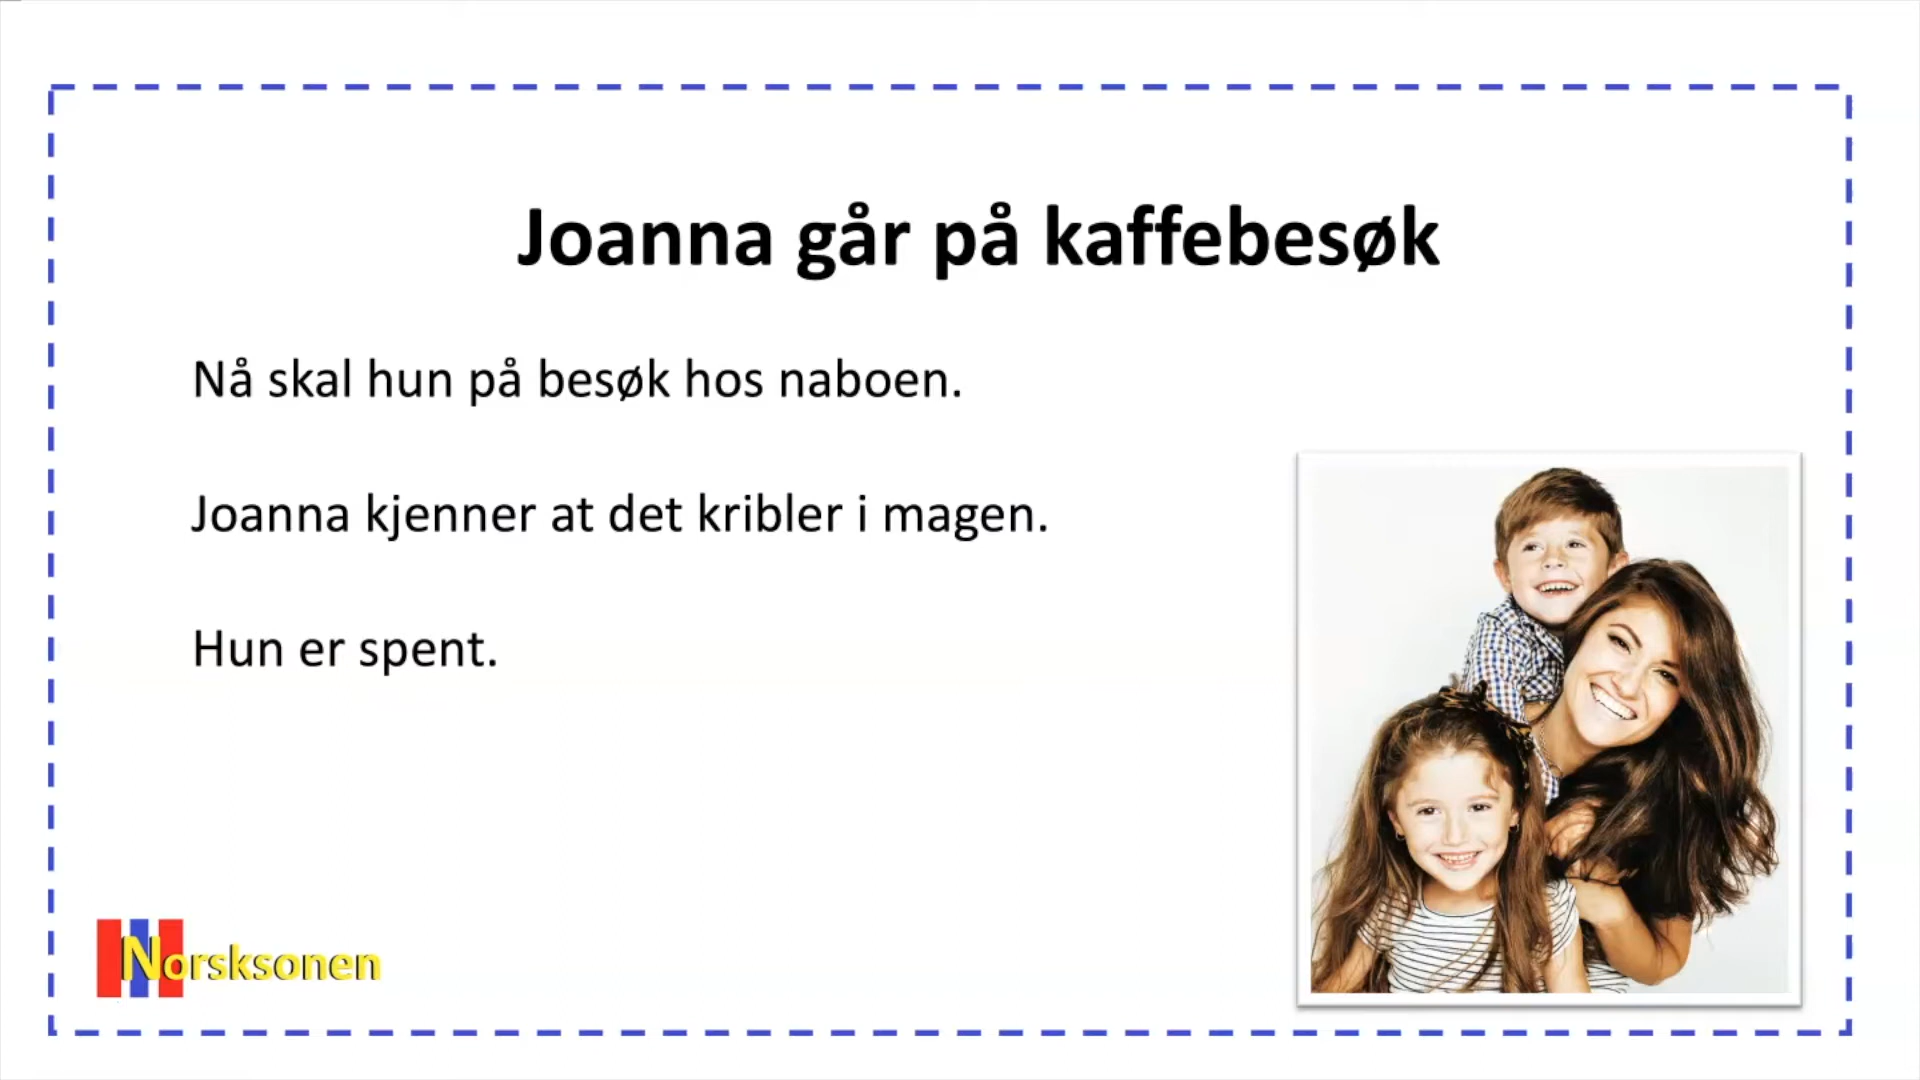 Joanna går på kaffebesøk
Nå skal hun på besøk hos naboen.
Joanna kjenner at det kribler i magen.
Hun er spent.
Norsksonen